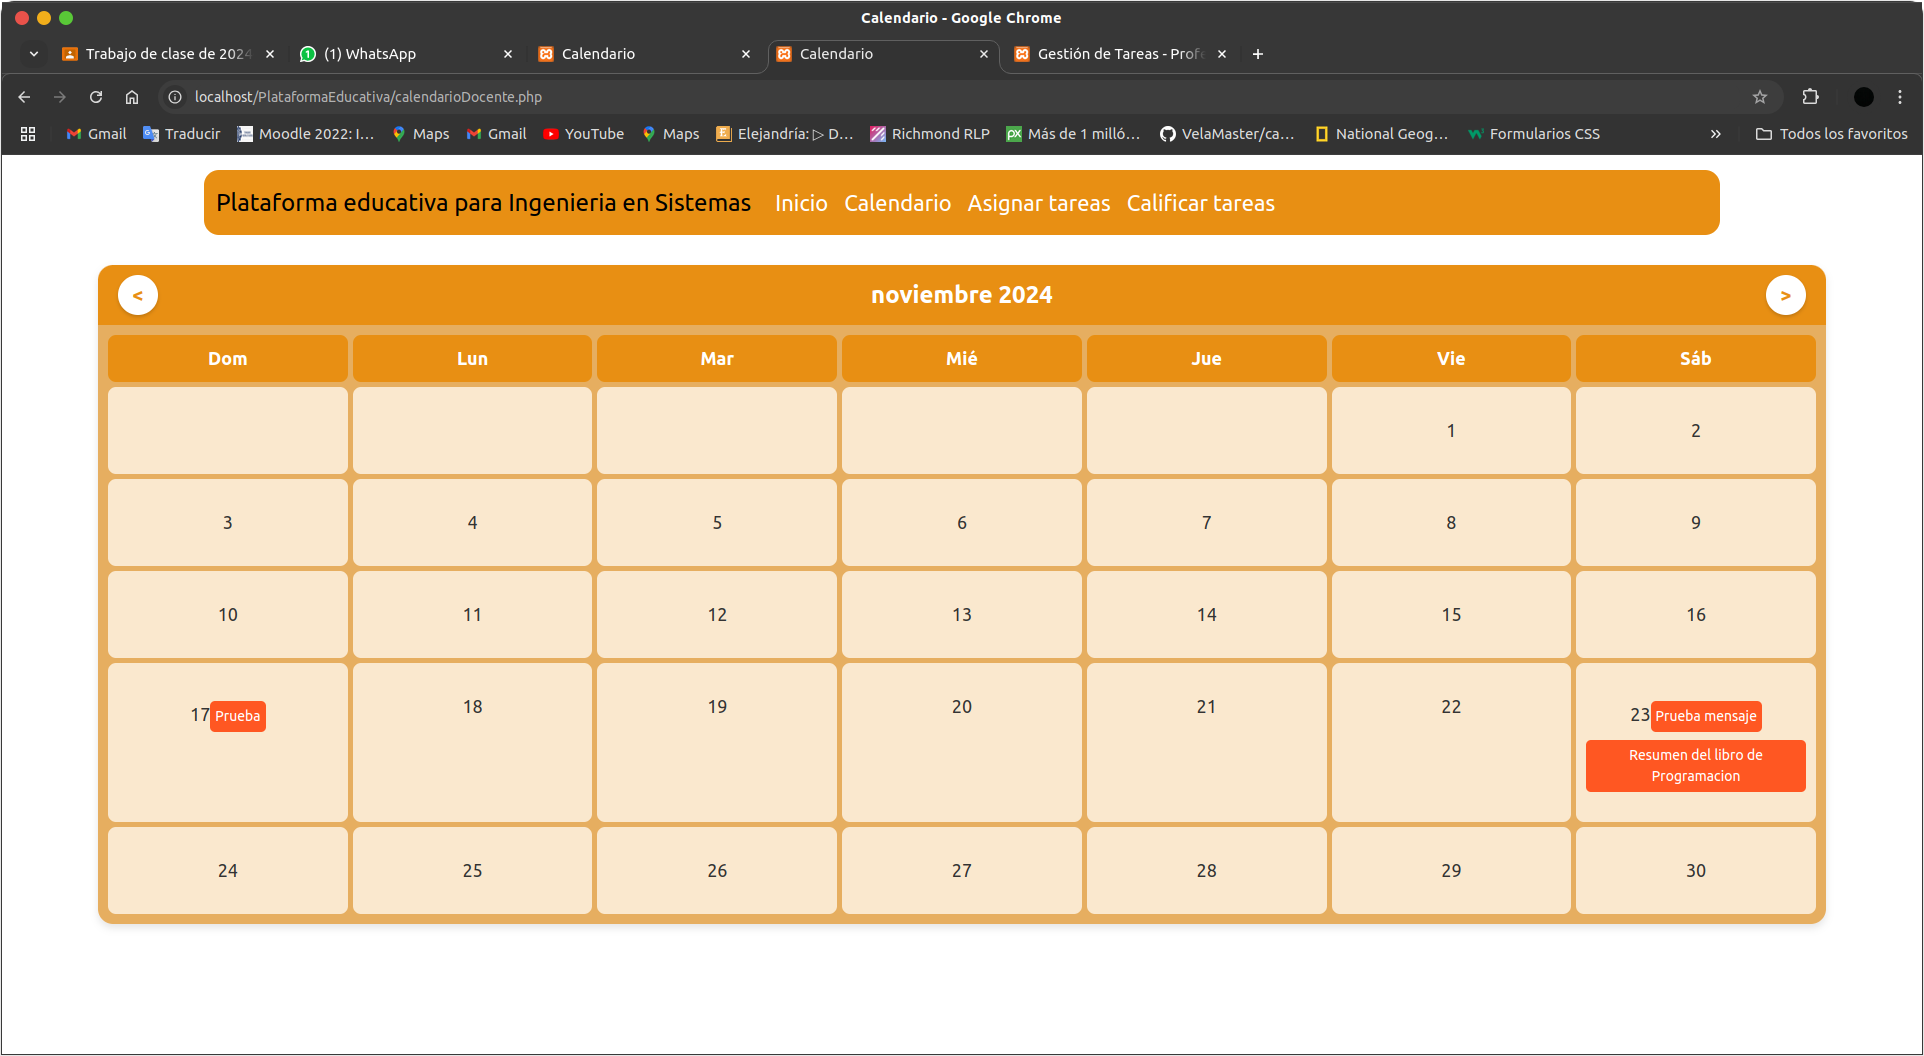 Calendario - Google Chrome
Trabajo de clase de 2024
(1) WhatsApp
Calendario
Calendario
Gestión de Tareas - Profe
localhost/PlataformaEducativa/calendarioDocente.php
Gmail
Traducir
Moodle 2022: I...
Maps
Gmail
YouTube
Maps
Elejandría: ▷ D...
Richmond RLP
Más de 1 milló...
VelaMaster/ca...
National Geog...
Formularios CSS
»
Todos los favoritos
Plataforma educativa para Ingenieria en Sistemas Inicio Calendario Asignar tareas Calificar tareas
< noviembre 2024 >
Dom Lun Mar Mié Jue Vie Sáb
1 2
3 4 5 6 7 8 9
10 11 12 13 14 15 16
17 Prueba 18 19 20 21 22 23 Prueba mensaje
Resumen del libro de
Programacion
24 25 26 27 28 29 30